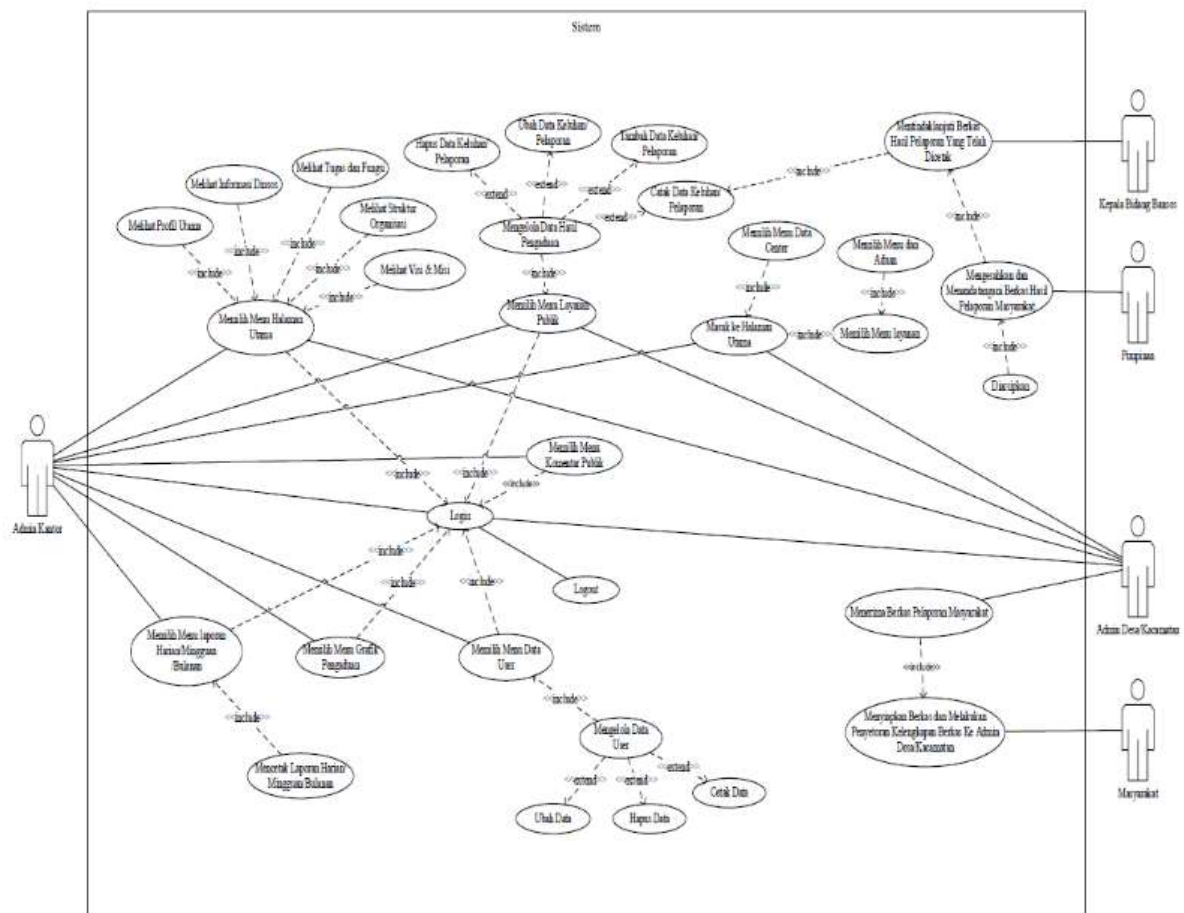 Sistem
Hapus Data Keluhan/
Pelaporan
Ubah Data Keluhan/
Pelaporan
Tambah Data Keluhan/
Pelaporan
Menindaklanjuti Berkas
Hasil Pelaporan Yang Telah
Dicetak
Kepala Bidang Bansos
Melihat Tugas dan Fungsi
Melihat Informasi Dinsos
Melihat Profil Utama
Melihat Struktur
Organisasi
Melihat Visi & Misi
<<extend>>
<<extend>>
<<extend>>
<<extend>>
Cetak Data Keluhan/
Pelaporan
<<include>>
Mengelola Data Hasil
Pengaduan
<<include>>
<<include>>
<<include>>
<<include>>
<<include>>
<<include>>
Memilih Menu Halaman
Utama
Memilih Menu Layanan
Publik
Memilih Menu Data
Center
<<include>>
Masuk ke Halaman
Utama
Memilih Menu dan
Aduan
<<include>>
<<include>>
Memilih Menu layanan
<<include>>
Mengesahkan dan
Menandatangani Berkas Hasil
Pelaporan Masyarakat
<<include>>
Diarsipkan
Pimpinan
Admin Kantor
<<include>>
<<include>>
Memilih Menu
Komentar Publik
<<include>>
Login
<<include>>
<<include>>
<<include>>
Logout
Admin Desa/Kacamatan
Menerima Berkas Pelaporan Masyarakat
<<include>>
Menyiapkan Berkas dan Melakukan
Penyetoran Kelengkapan Berkas Ke Admin
Desa/Kacamatan
Masyarakat
Memilih Menu laporan
Harian/Mingguan
/Bulanan
<<include>>
Mencetak Laporan Harian/
Mingguan/Bulanan
Memilih Menu Grafik
Pengaduan
Memilih Menu Data
User
<<include>>
Mengelola Data
User
<<extend>>
<<extend>>
<<extend>>
Ubah Data
Hapus Data
Cetak Data